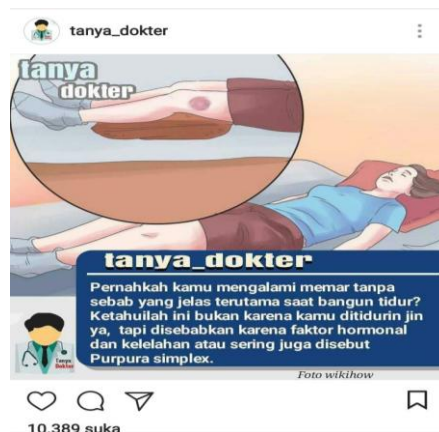 tanya_dokter
tanya
dokter
tanya_dokter
Pernahkah kamu mengalami memar tanpa
sebab yang jelas terutama saat bangun tidur?
Ketahuilah ini bukan karena kamu ditidurin jin
ya, tapi disebabkan karena faktor hormonal
dan kelelahan atau sering juga disebut
Purpura simplex.
Tanya
Dokter
Foto wikihow
10.389 suka